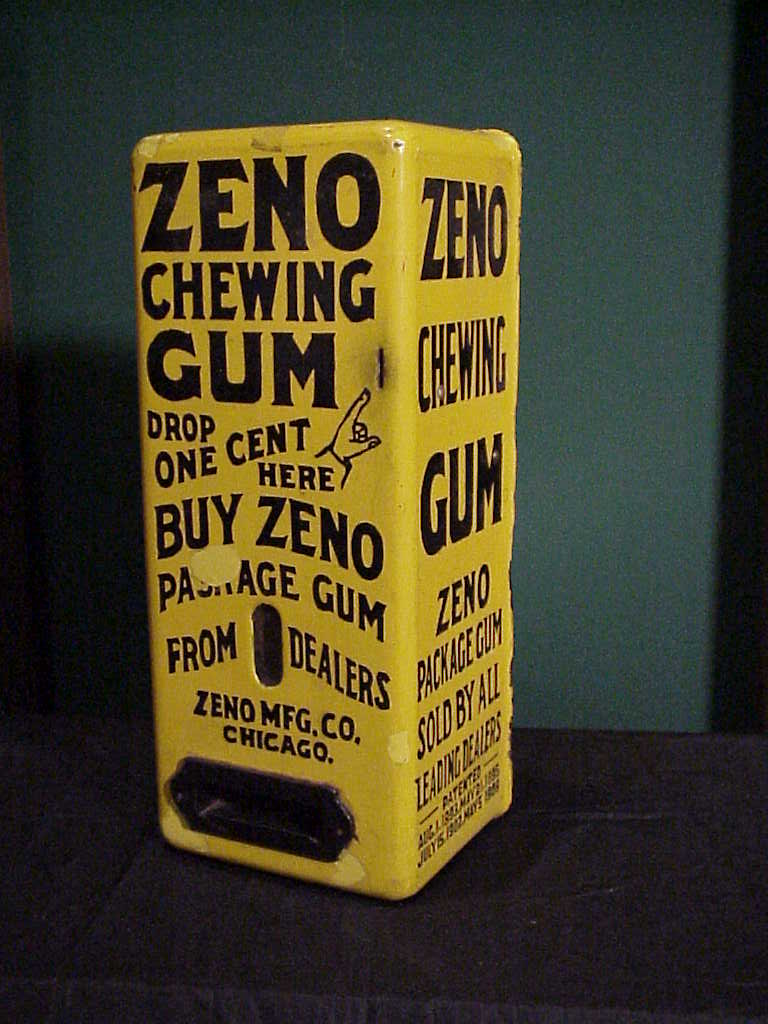 ZENO
CHEWING
GUM
DROP
ONE CENT
HERE
BUY ZENO
PACKAGE GUM
FROM DEALERS
ZENO MFG. CO.
CHICAGO.
ZENO
CHEWING
GUM
ZENO
PACKAGE GUM
SOLD BY ALL
LEADING DEALERS
PATENTED